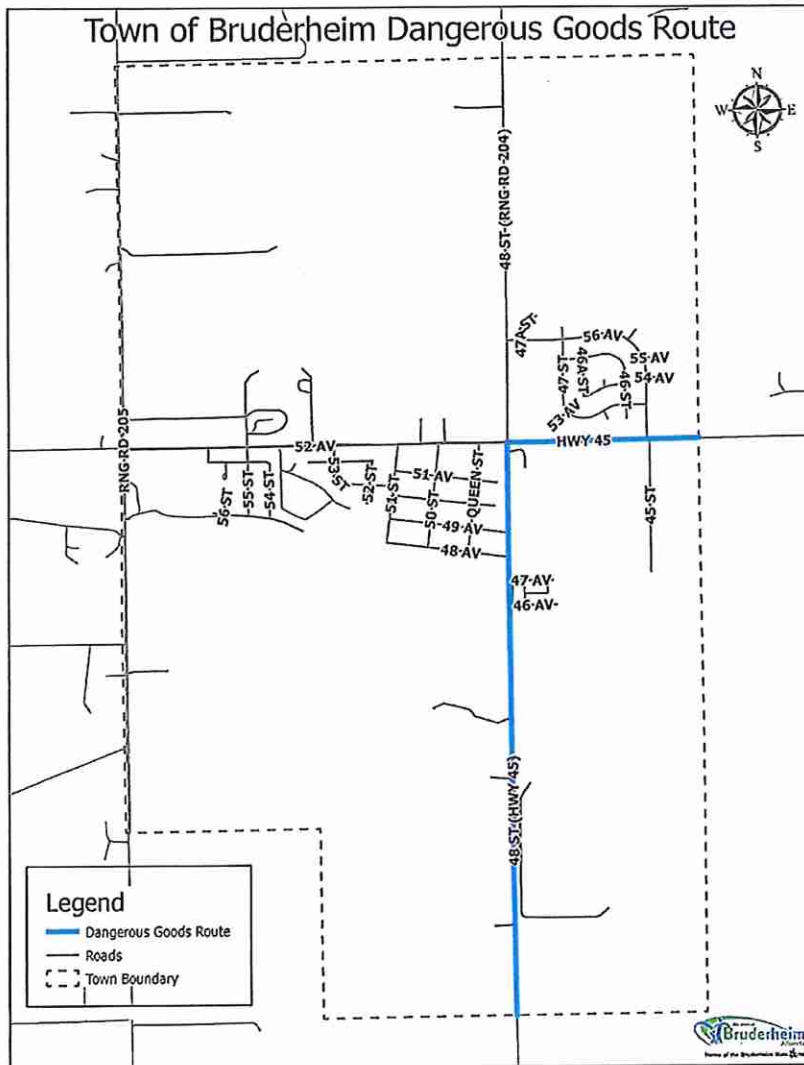 Town of Bruderheim Dangerous Goods Route
N
W E
S
48·ST·(RNG·RD·204)
47A·ST·
56·AV
55·AV
54·AV
47·ST
46A·ST
46·ST
53·AV
RNG·RD·205
52·AV
HWY 45
53·ST
52·ST
51·AV
QUEEN·ST
56·ST
55·ST
54·ST
51·ST
50·ST
49·AV
48·AV
45·ST
47·AV·
46·AV·
48·ST·(HWY·45)
Legend
Dangerous Goods Route
Roads
Town Boundary
Bruderheim
Alberta